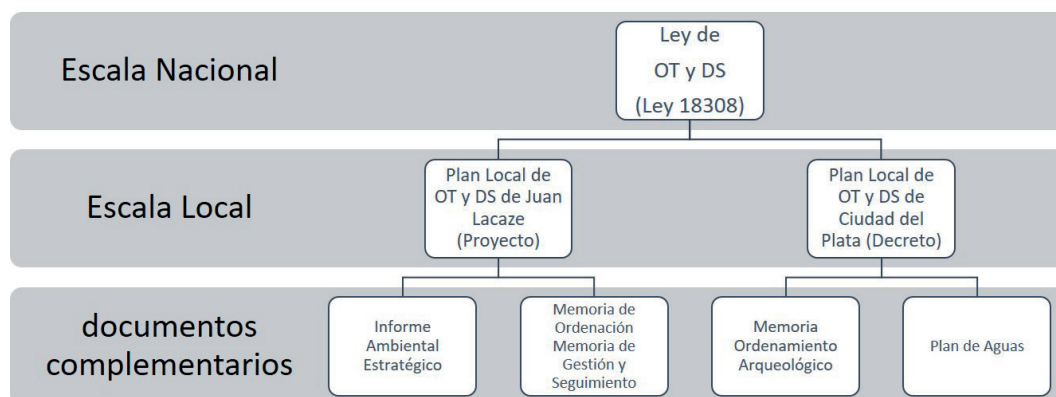 Escala Nacional
Ley de
OT y DS
(Ley 18308)
Escala Local
Plan Local de
OT y DS de Juan
Lacaze
(Proyecto)
Plan Local de
OT y DS de
Ciudad del
Plata (Decreto)
documentos
complementarios
Informe
Ambiental
Estratégico
Memoria de
Ordenación
Memoria de
Gestión y
Seguimiento
Memoria
Ordenamiento
Arqueológico
Plan de Aguas